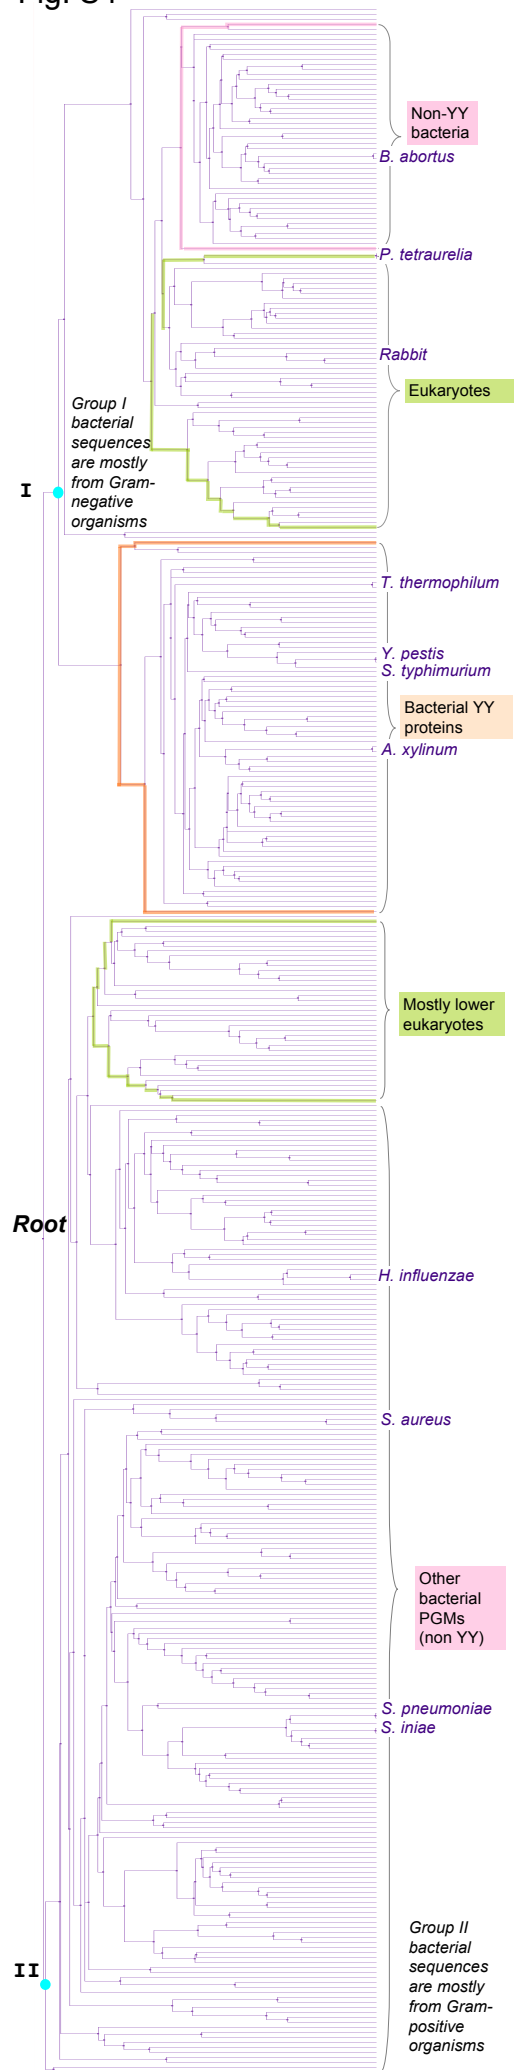 Non-YY
bacteria
B. abortus
P. tetraurelia
Rabbit
Eukaryotes
Group I
bacterial
sequences
are mostly
from Gram-
negative
organisms
I
T. thermophilum
Y. pestis
S. typhimurium
Bacterial YY
proteins
A. xylinum
Mostly lower
eukaryotes
Root
H. influenzae
S. aureus
Other
bacterial
PGMs
(non YY)
S. pneumoniae
S. iniae
Group II
bacterial
sequences
are mostly
from Gram-
positive
organisms
II